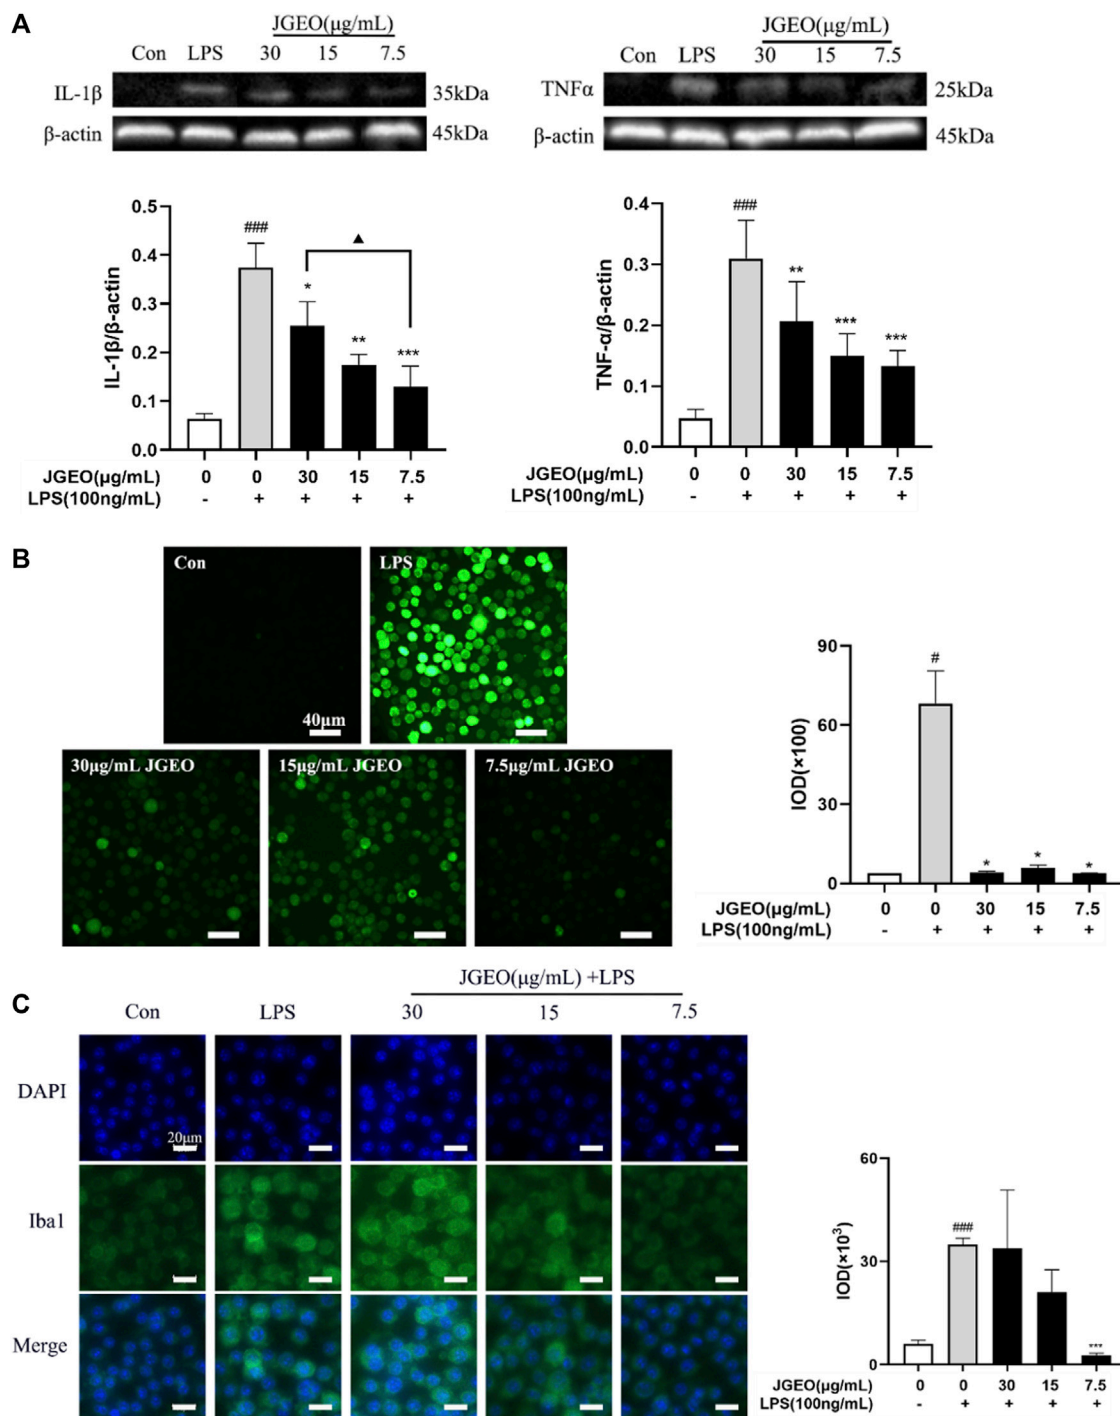 A
JGEO(μg/mL)
Con LPS 30 15 7.5
IL-1β 35kDa
β-actin 45kDa
JGEO(μg/mL)
Con LPS 30 15 7.5
TNFα 25kDa
β-actin 45kDa
IL-1β/β-actin
0.5
0.4
0.3
0.2
0.1
0.0
###
*
**
***
▲
JGEO(μg/mL) 0 0 30 15 7.5
LPS(100ng/mL) - + + + +
TNF-α/β-actin
0.4
0.3
0.2
0.1
0.0
###
**
***
***
JGEO(μg/mL) 0 0 30 15 7.5
LPS(100ng/mL) - + + + +
B
Con
40μm
LPS
30μg/mL JGEO
15μg/mL JGEO
7.5μg/mL JGEO
IOD(×100)
90
60
30
0
#
*
*
*
JGEO(μg/mL) 0 0 30 15 7.5
LPS(100ng/mL) - + + + +
C
JGEO(μg/mL) +LPS
Con LPS 30 15 7.5
DAPI
20μm
Iba1
Merge
IOD(×10³)
60
30
0
###
***
JGEO(μg/mL) 0 0 30 15 7.5
LPS(100ng/mL) - + + + +